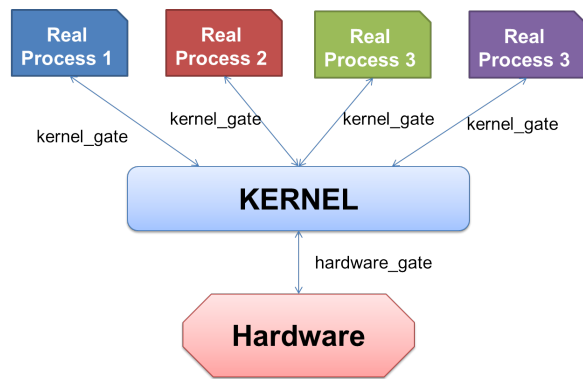 Real
Process 1
Real
Process 2
Real
Process 3
Real
Process 3
kernel_gate
kernel_gate
kernel_gate
kernel_gate
KERNEL
hardware_gate
Hardware